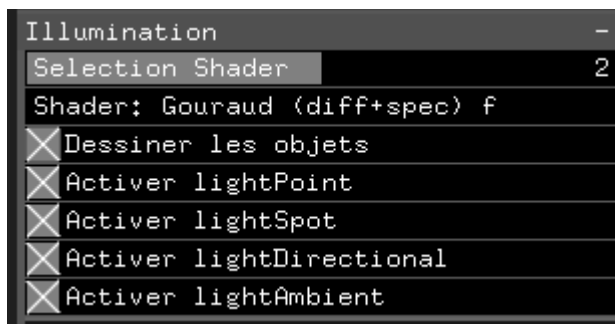 Illumination -
Selection Shader 2
Shader: Gouraud (diff+spec) f
Dessiner les objets
Activer lightPoint
Activer lightSpot
Activer lightDirectional
Activer lightAmbient